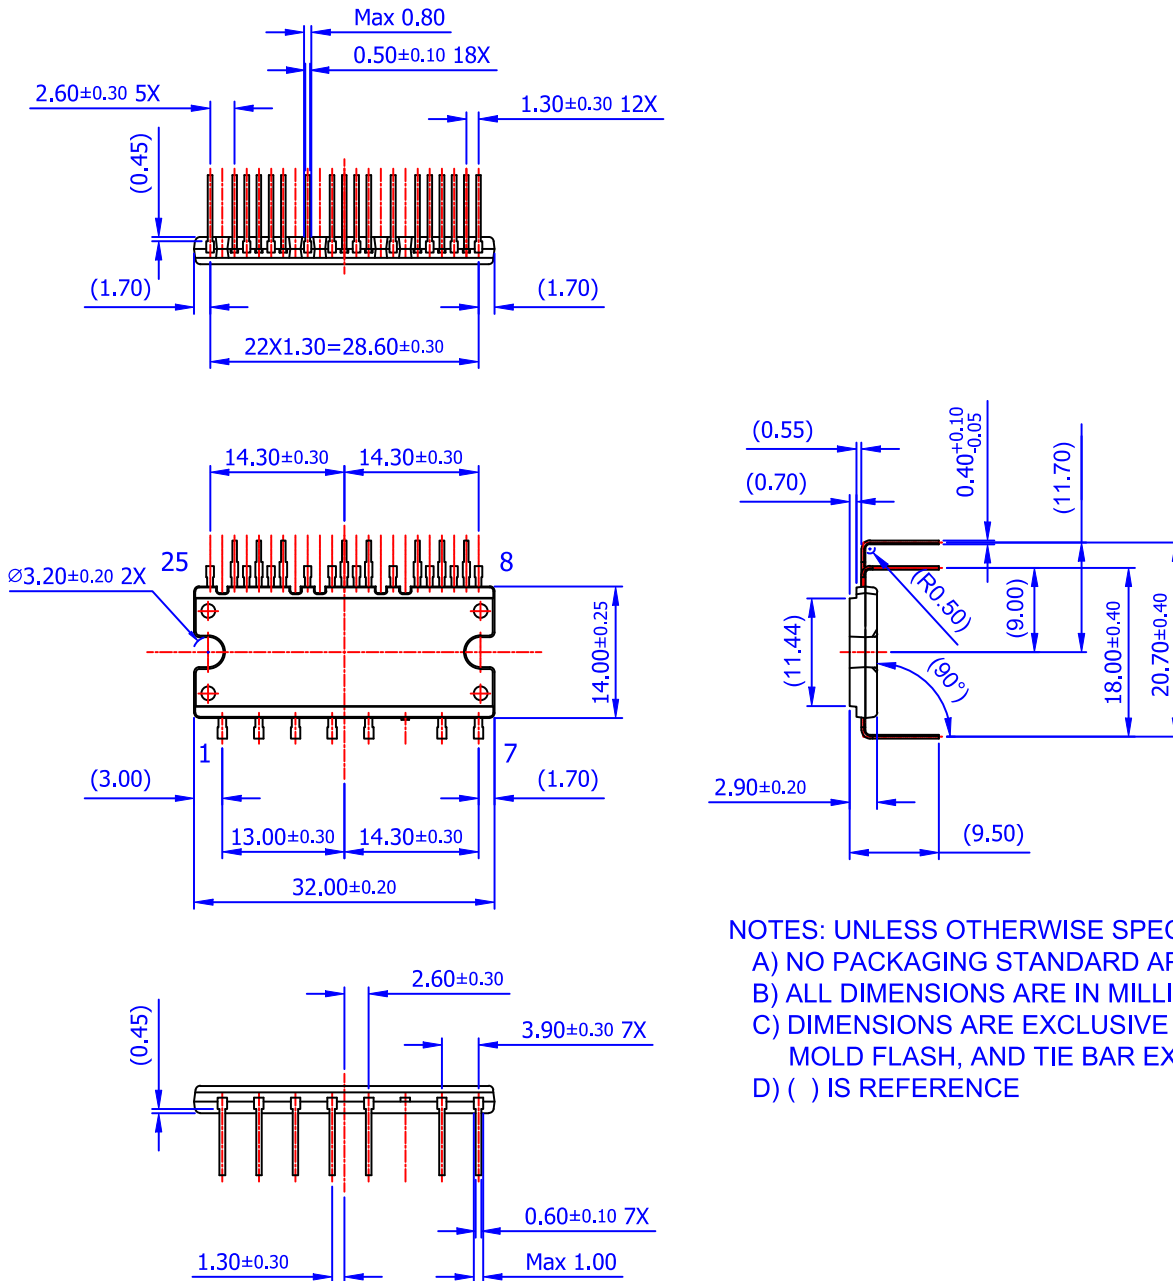 Max 0.80
0.50±0.10 18X
2.60±0.30 5X
1.30±0.30 12X
(0.45)
(1.70)
(1.70)
22X1.30=28.60±0.30
14.30±0.30
14.30±0.30
25
8
Ø3.20±0.20 2X
14.00±0.25
1
7
(3.00)
(1.70)
13.00±0.30
14.30±0.30
32.00±0.20
(0.55)
(0.70)
0.40+0.10
-0.05
(11.70)
(R0.50)
(9.00)
(11.44)
(90°)
18.00±0.40
20.70±0.40
2.90±0.20
(9.50)
NOTES: UNLESS OTHERWISE
A) NO PACKAGING STANDARD
B) ALL DIMENSIONS ARE IN
C) DIMENSIONS ARE EXCLUSIVE
MOLD FLASH, AND TIE BAR
D) ( ) IS REFERENCE
2.60±0.30
(0.45)
3.90±0.30 7X
0.60±0.10 7X
1.30±0.30
Max 1.00